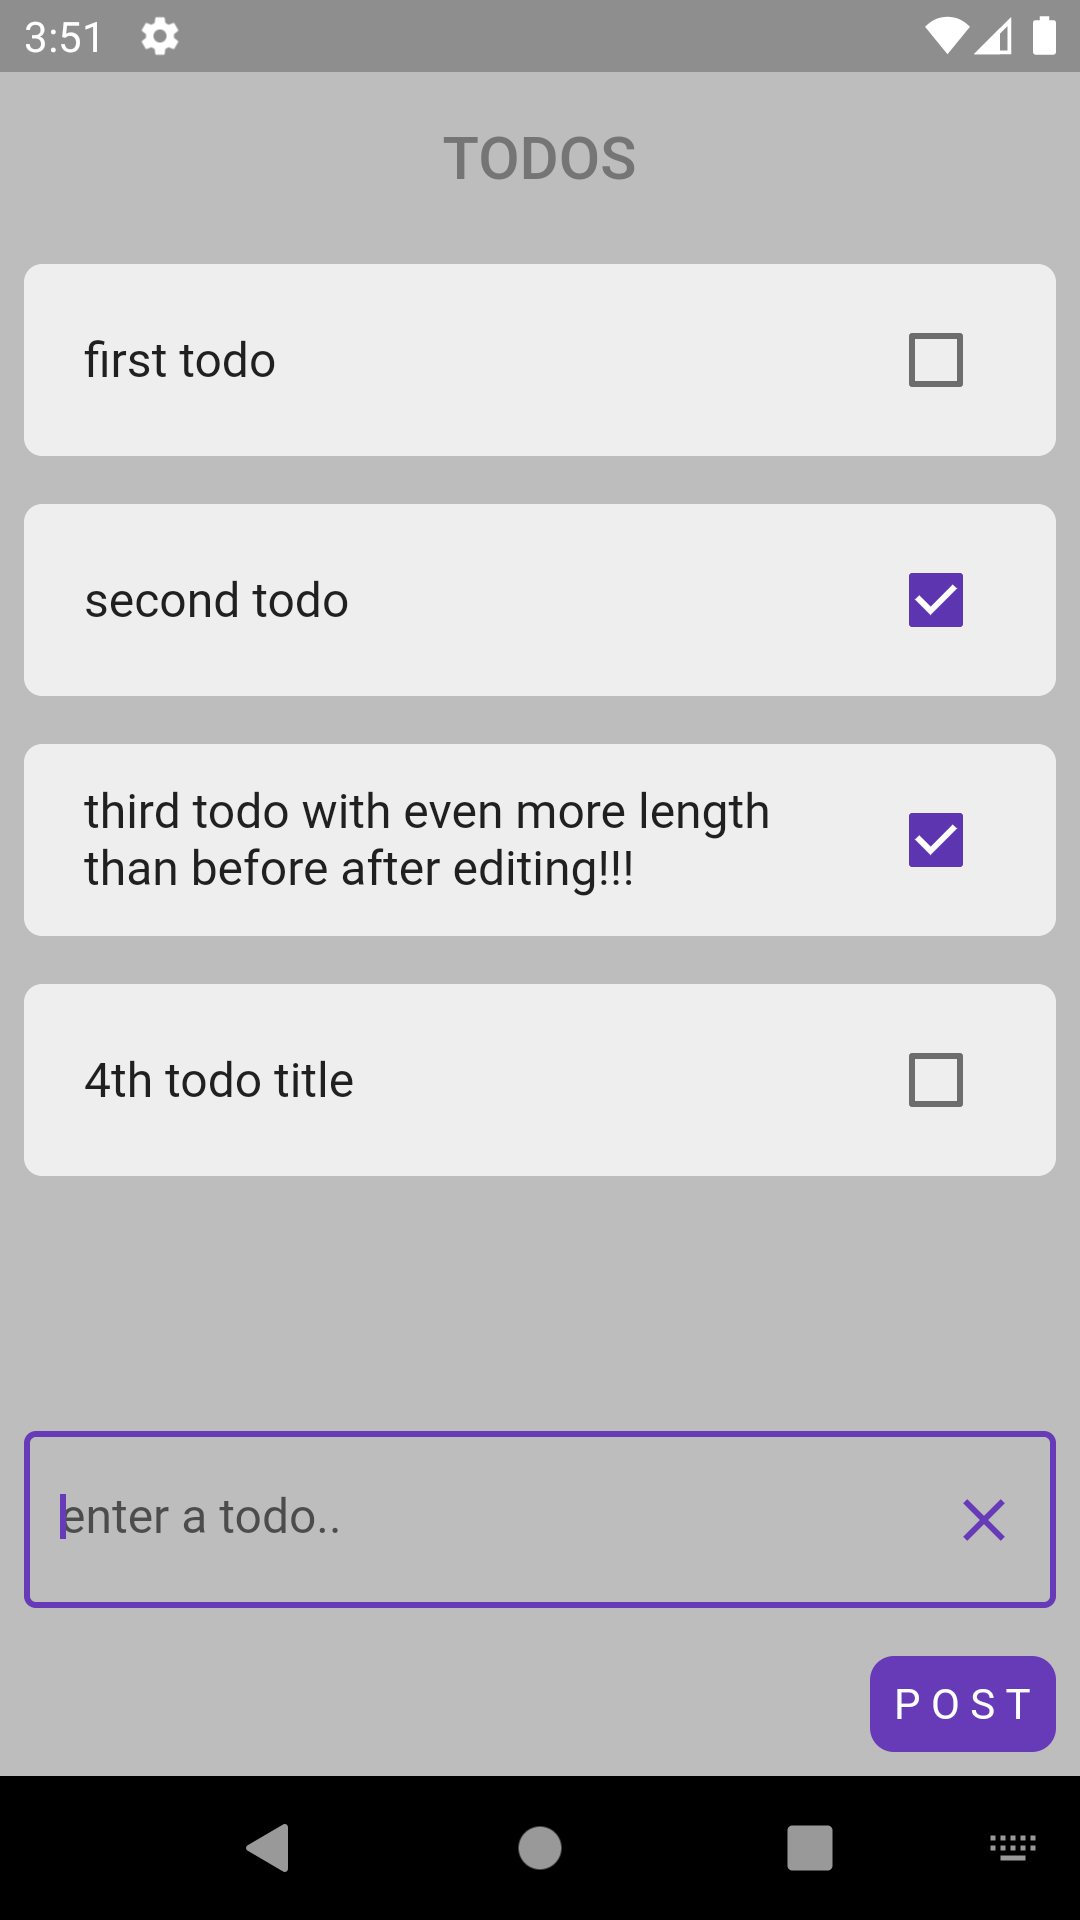 3:51
TODOS
first todo
second todo
third todo with even more length
than before after editing!!!
4th todo title
enter a todo..
POST